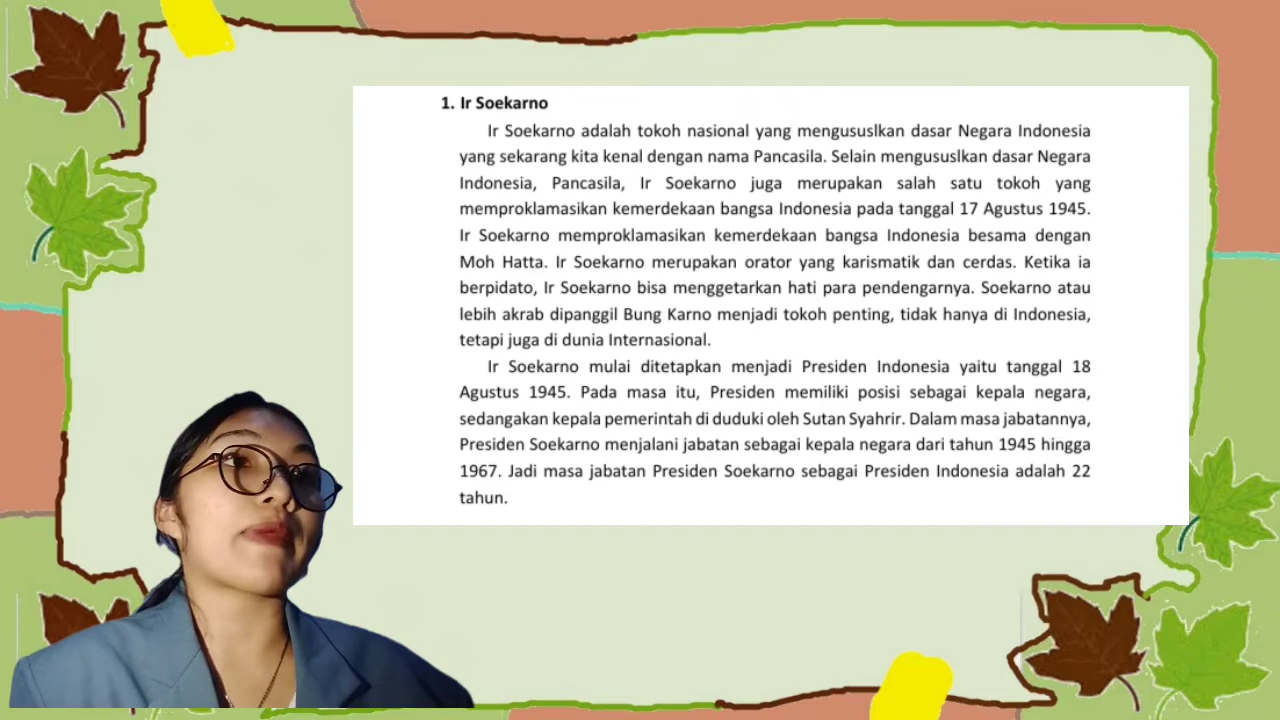 1. Ir Soekarno
Ir Soekarno adalah tokoh nasional yang mengususlkan dasar Negara Indonesia
yang sekarang kita kenal dengan nama Pancasila. Selain mengususlkan dasar Negara
Indonesia, Pancasila, Ir Soekarno juga merupakan salah satu tokoh yang
memproklamasikan kemerdekaan bangsa Indonesia pada tanggal 17 Agustus 1945.
Ir Soekarno memproklamasikan kemerdekaan bangsa Indonesia besama dengan
Moh Hatta. Ir Soekarno merupakan orator yang karismatik dan cerdas. Ketika ia
berpidato, Ir Soekarno bisa menggetarkan hati para pendengarnya. Soekarno atau
lebih akrab dipanggil Bung Karno menjadi tokoh penting, tidak hanya di Indonesia,
tetapi juga di dunia Internasional.
Ir Soekarno mulai ditetapkan menjadi Presiden Indonesia yaitu tanggal 18
Agustus 1945. Pada masa itu, Presiden memiliki posisi sebagai kepala negara,
sedangakan kepala pemerintah di duduki oleh Sutan Syahrir. Dalam masa jabatannya,
Presiden Soekarno menjalani jabatan sebagai kepala negara dari tahun 1945 hingga
1967. Jadi masa jabatan Presiden Soekarno sebagai Presiden Indonesia adalah 22
tahun.